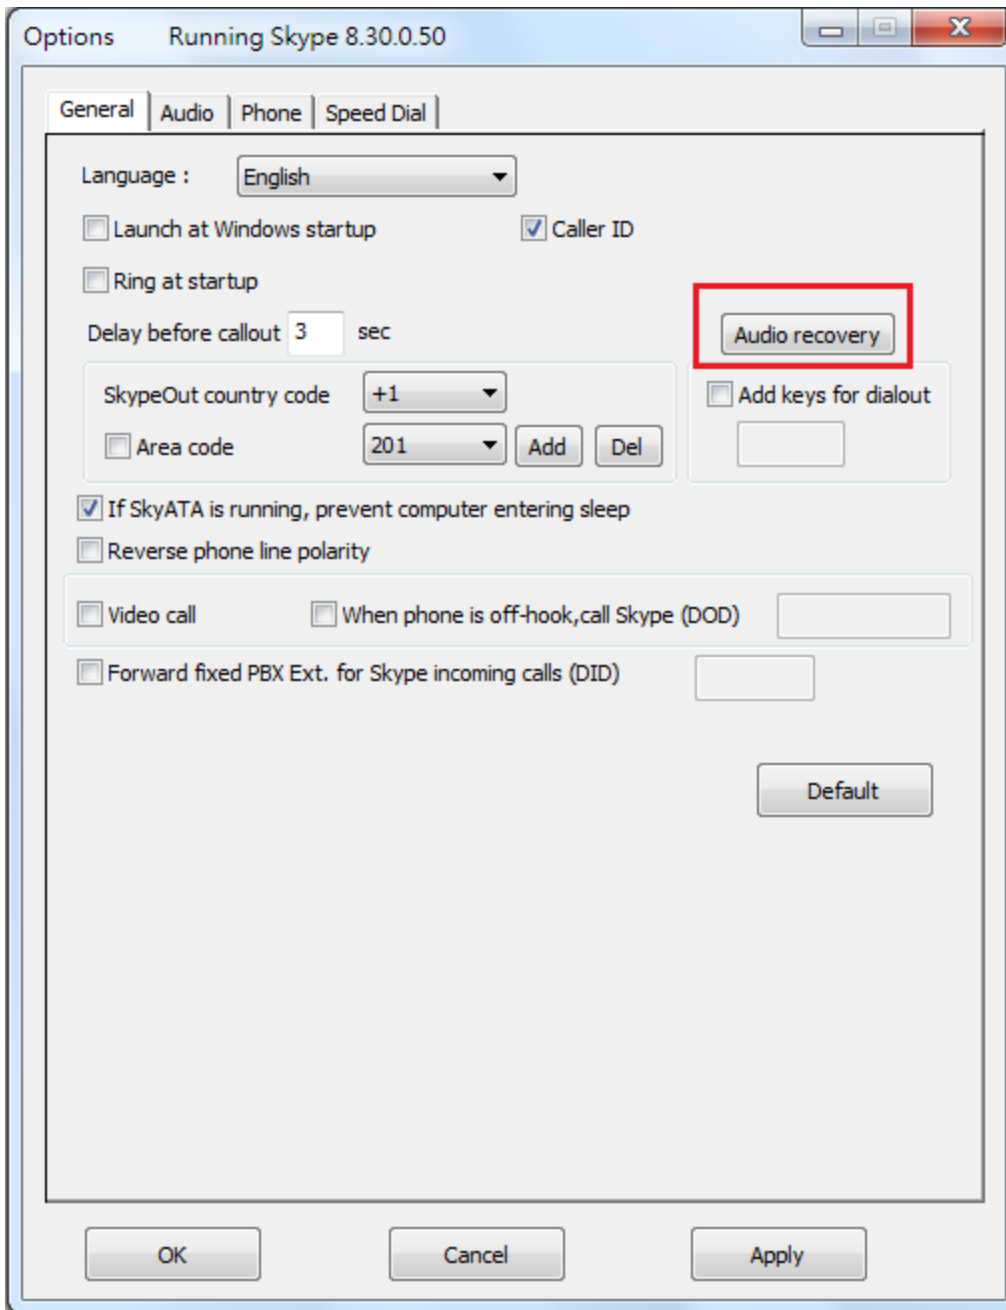 Options Running Skype 8.30.0.50
General Audio Phone Speed Dial
Language : English
Launch at Windows startup Caller ID
Ring at startup
Delay before callout 3 sec Audio recovery
SkypeOut country code +1 Add keys for dialout
Area code 201 Add Del
If SkyATA is running, prevent computer entering sleep
Reverse phone line polarity
Video call When phone is off-hook,call Skype (DOD)
Forward fixed PBX Ext. for Skype incoming calls (DID)
Default
OK Cancel Apply